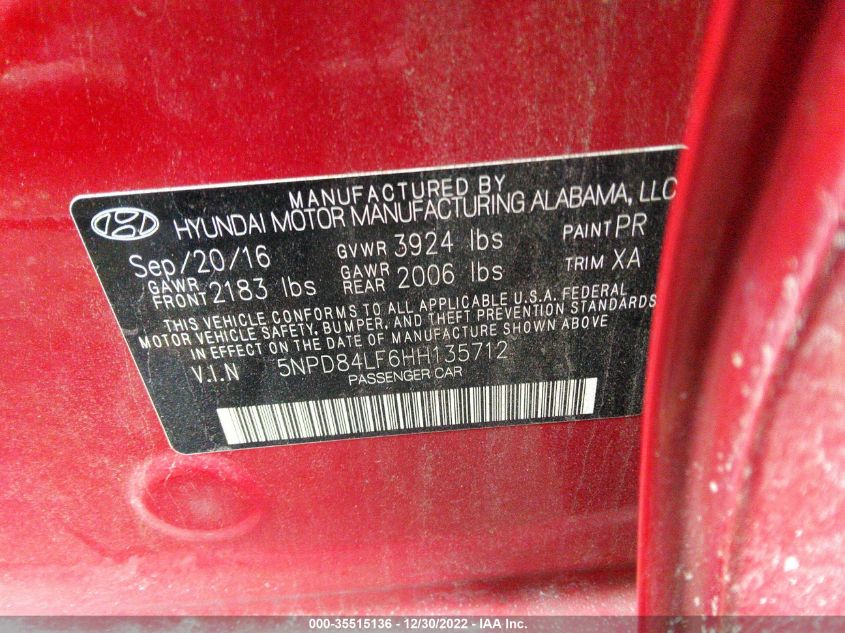 MANUFACTURED BY
HYUNDAI MOTOR MANUFACTURING ALABAMA, LLC
Sep/20/16 GVWR 3924 lbs PAINT PR
GAWR FRONT 2183 lbs GAWR REAR 2006 lbs TRIM XA
THIS VEHICLE CONFORMS TO ALL APPLICABLE U.S.A. FEDERAL
MOTOR VEHICLE SAFETY, BUMPER, AND THEFT PREVENTION STANDARDS
IN EFFECT ON THE DATE OF MANUFACTURE SHOWN ABOVE
V.I.N 5NPD84LF6HH135712
PASSENGER CAR
000-35515136 - 12/30/2022 - IAA Inc.